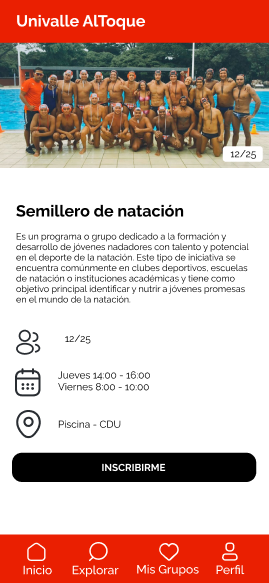 Univalle AlToque
12/25
Semillero de natación
Es un programa o grupo dedicado a la formación y
desarrollo de jóvenes nadadores con talento y potencial
en el deporte de la natación. Este tipo de iniciativa se
encuentra comúnmente en clubes deportivos, escuelas
de natación o instituciones académicas y tiene como
objetivo principal identificar y nutrir a jóvenes promesas
en el mundo de la natación.
12/25
Jueves 14:00 - 16:00
Viernes 8:00 - 10:00
Piscina - CDU
INSCRIBIRME
Inicio Explorar Mis Grupos Perfil